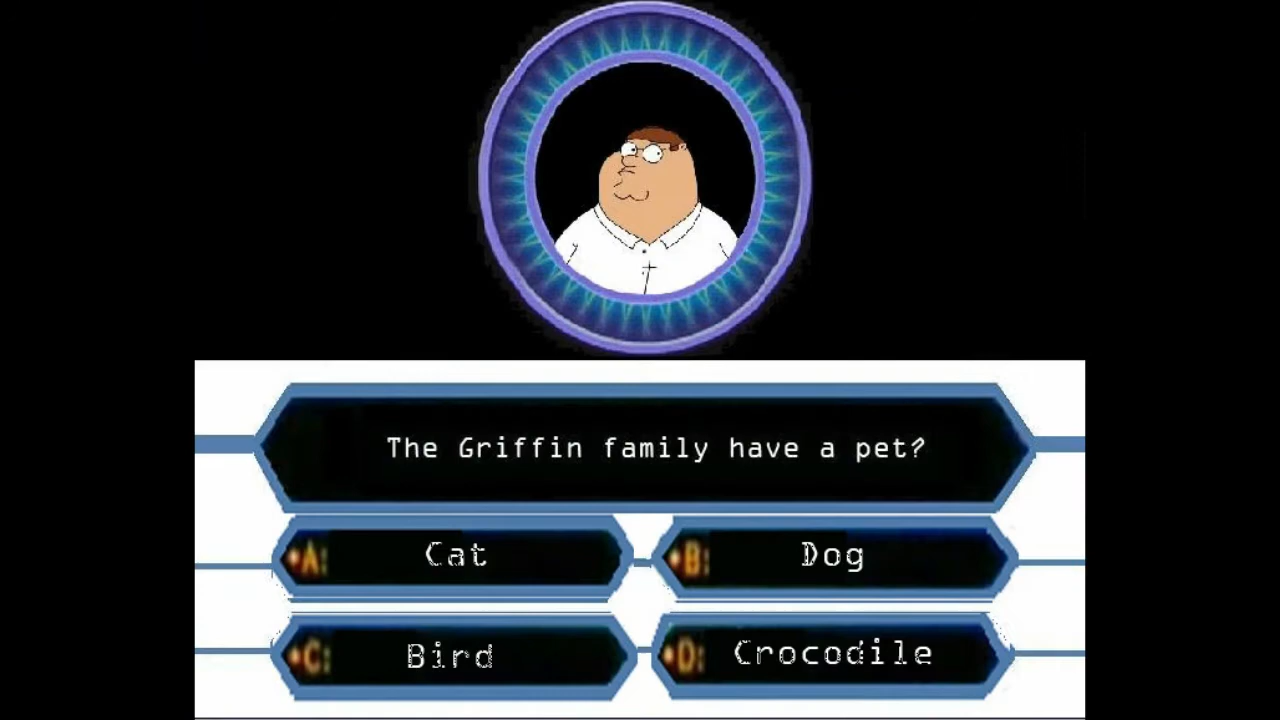 The Griffin family have a pet?
A: Cat
B: Dog
C: Bird
D: Crocodile